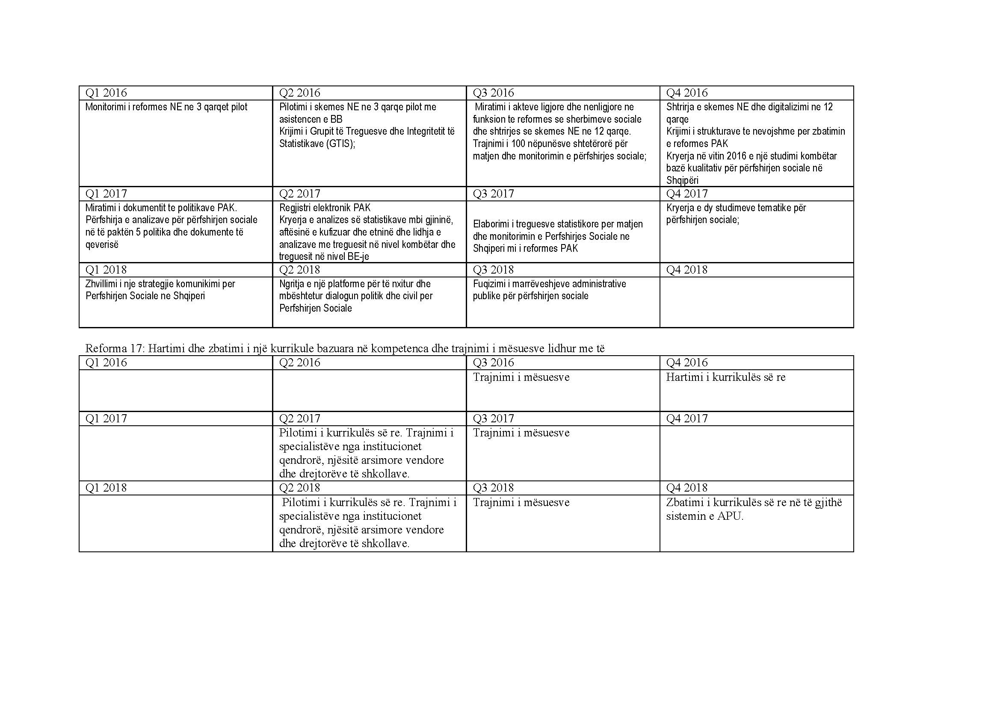 Q1 2016
Q2 2016
Q3 2016
Q4 2016
Monitorimi i reformes NE ne 3 qarqet pilot
Pilotimi i skemes NE ne 3 qarqe pilot me
asistencen e BB
Krijimi i Grupit të Treguesve dhe Integritetit të
Statistikave (GTIS);
Miratimi i akteve ligjore dhe nenligjore ne
funksion te reformes se sherbimeve sociale
dhe shtrirjes se skemes NE ne 12 qarqe.
Trajnimi i 100 nëpunësve shtetërorë për
matjen dhe monitorimin e përfshirjes sociale;
Shtrirja e skemes NE dhe digitalizimi ne 12
qarqe
Krijimi i strukturave te nevojshme per zbatimin
e reformes PAK
Kryerja në vitin 2016 e një studimi kombëtar
bazë kualitativ për përfshirjen sociale në
Shqipëri
Q1 2017
Q2 2017
Q3 2017
Q4 2017
Miratimi i dokumentit te politikave PAK.
Përfshirja e analizave për përfshirjen sociale
në të paktën 5 politika dhe dokumente të
qeverisë
Regjistri elektronik PAK
Kryerja e analizes së statistikave mbi gjininë,
aftësinë e kufizuar dhe etninë dhe lidhja e
analizave me treguesit në nivel kombëtar dhe
treguesit në nivel BE-je
Elaborimi i treguesve statistikore per matjen
dhe monitorimin e Perfshirjes Sociale ne
Shqiperi mi i reformes PAK
Kryerja e dy studimeve tematike për
përfshirjen sociale;
Q1 2018
Q2 2018
Q3 2018
Q4 2018
Zhvillimi i nje strategjie komunikimi per
Perfshirjen Sociale ne Shqiperi
Ngritja e një platforme për të nxitur dhe
mbështetur dialogun politik dhe civil per
Perfshirjen Sociale
Fuqizimi i marrëveshjeve administrative
publike për përfshirjen sociale
Reforma 17: Hartimi dhe zbatimi i një kurrikule bazuara në kompetenca dhe trajnimi i mësuesve lidhur me të
Q1 2016
Q2 2016
Q3 2016
Q4 2016
Trajnimi i mësuesve
Hartimi i kurrikulës së re
Q1 2017
Q2 2017
Q3 2017
Q4 2017
Pilotimi i kurrikulës së re. Trajnimi i
specialistëve nga institucionet
qendrorë, njësitë arsimore vendore
dhe drejtorëve të shkollave.
Trajnimi i mësuesve
Q1 2018
Q2 2018
Q3 2018
Q4 2018
Pilotimi i kurrikulës së re. Trajnimi i
specialistëve nga institucionet
qendrorë, njësitë arsimore vendore
dhe drejtorëve të shkollave.
Trajnimi i mësuesve
Zbatimi i kurrikulës së re në të gjithë
sistemin e APU.